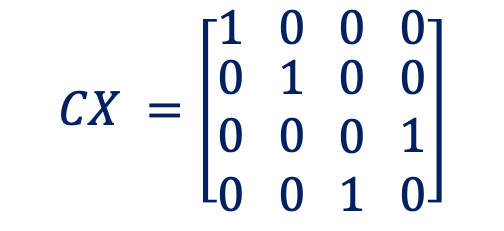 1 0 0 0
0 1 0 0
CX =
0 0 0 1
0 0 1 0